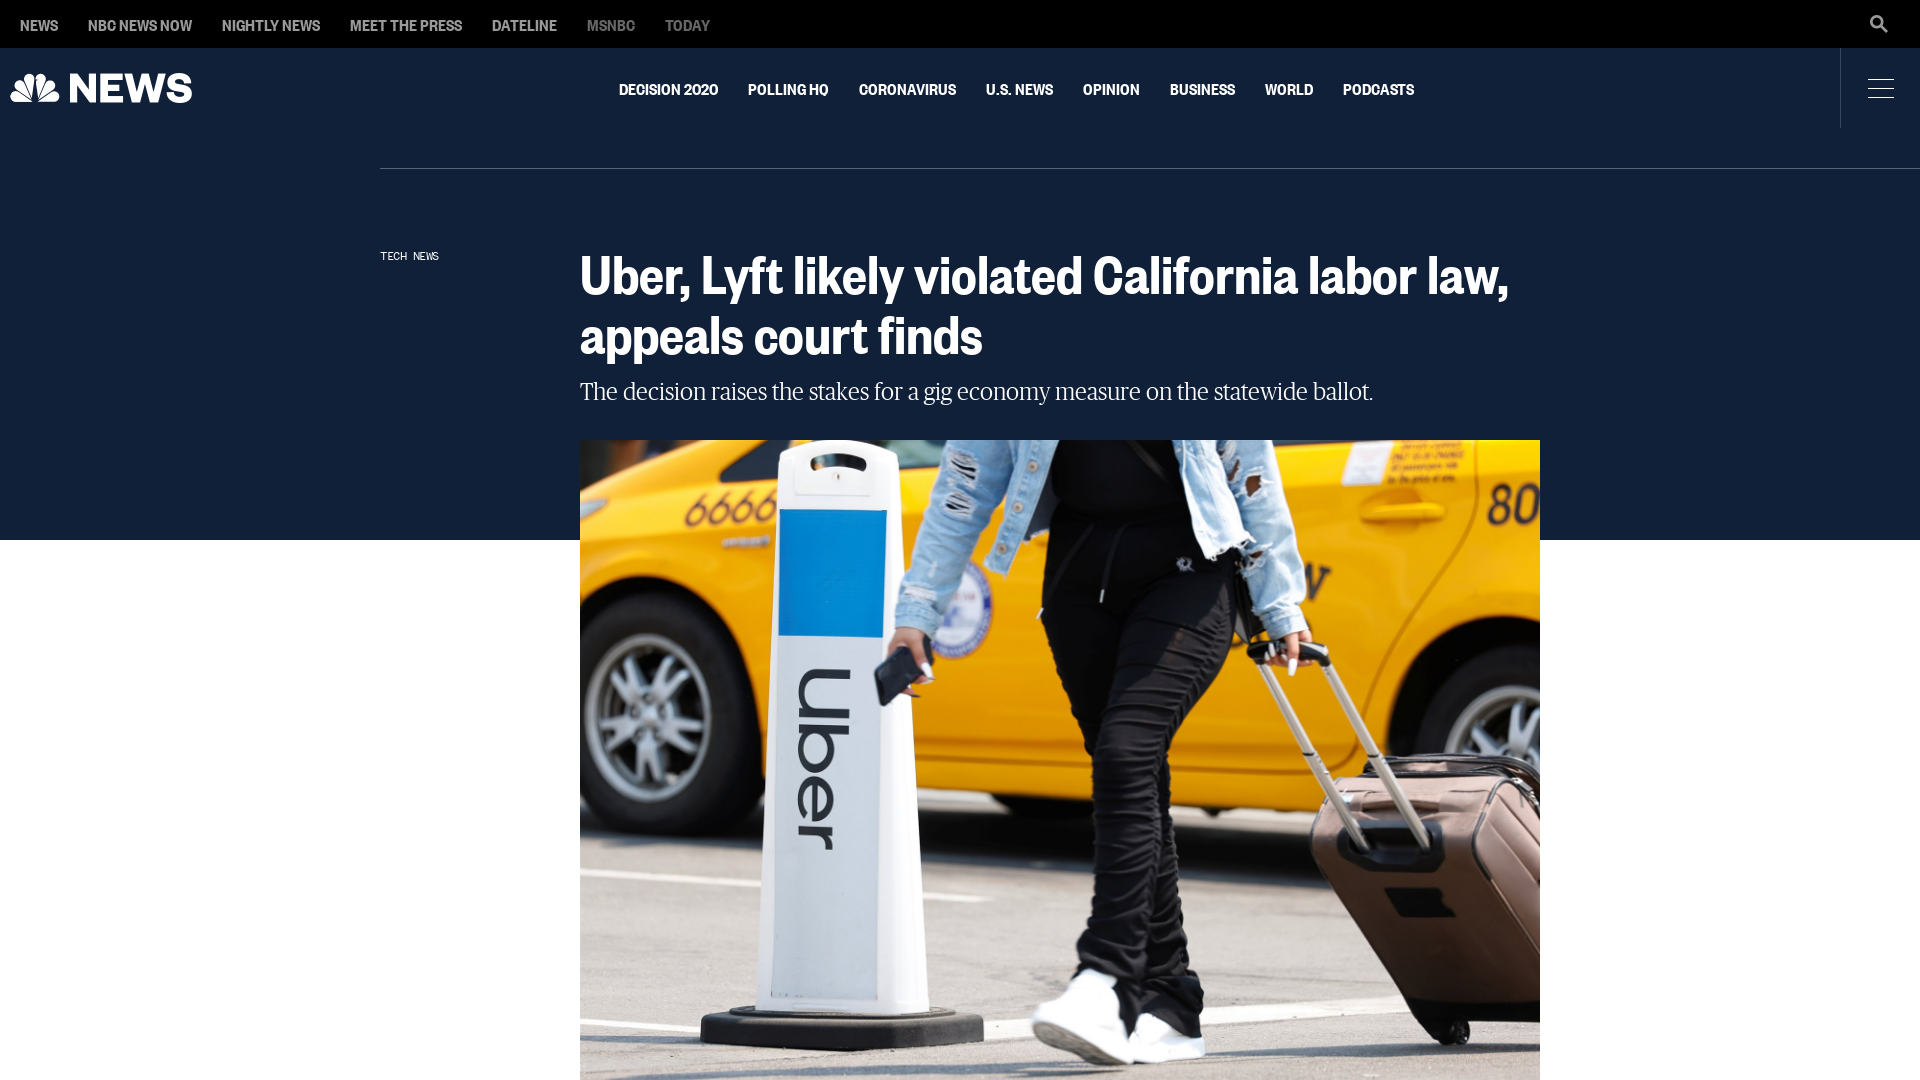 NEWS NBC NEWS NOW NIGHTLY NEWS MEET THE PRESS DATELINE MSNBC TODAY
NEWS DECISION 2020 POLLING HQ CORONAVIRUS U.S. NEWS OPINION BUSINESS WORLD PODCASTS
TECH NEWS
Uber, Lyft likely violated California labor law,
appeals court finds
The decision raises the stakes for a gig economy measure on the statewide ballot.
6666
80
Uber